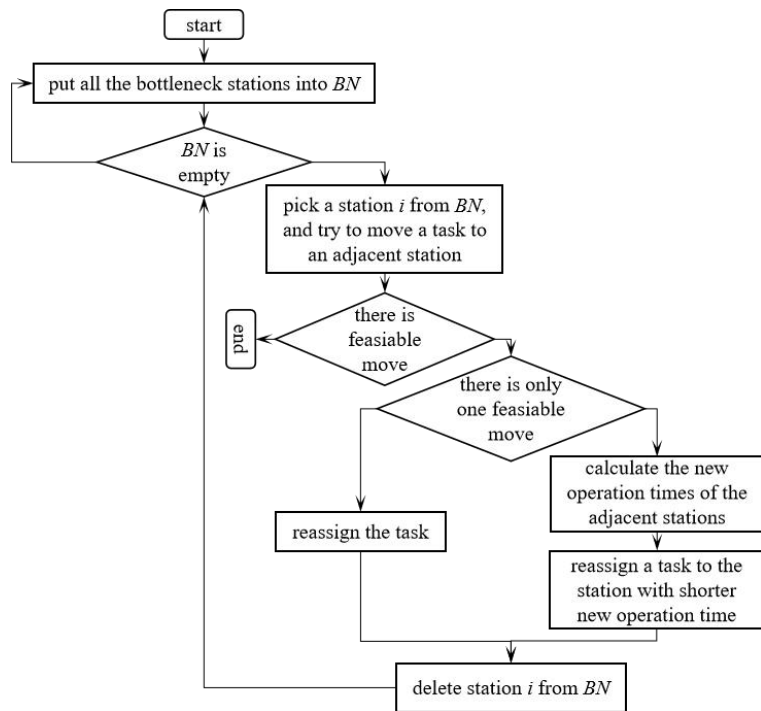 start
put all the bottleneck stations into BN
BN is
empty
pick a station i from BN,
and try to move a task to
an adjacent station
there is
feasiable
move
end
there is only
one feasiable
move
calculate the new
operation times of the
adjacent stations
reassign the task
reassign a task to the
station with shorter
new operation time
delete station i from BN